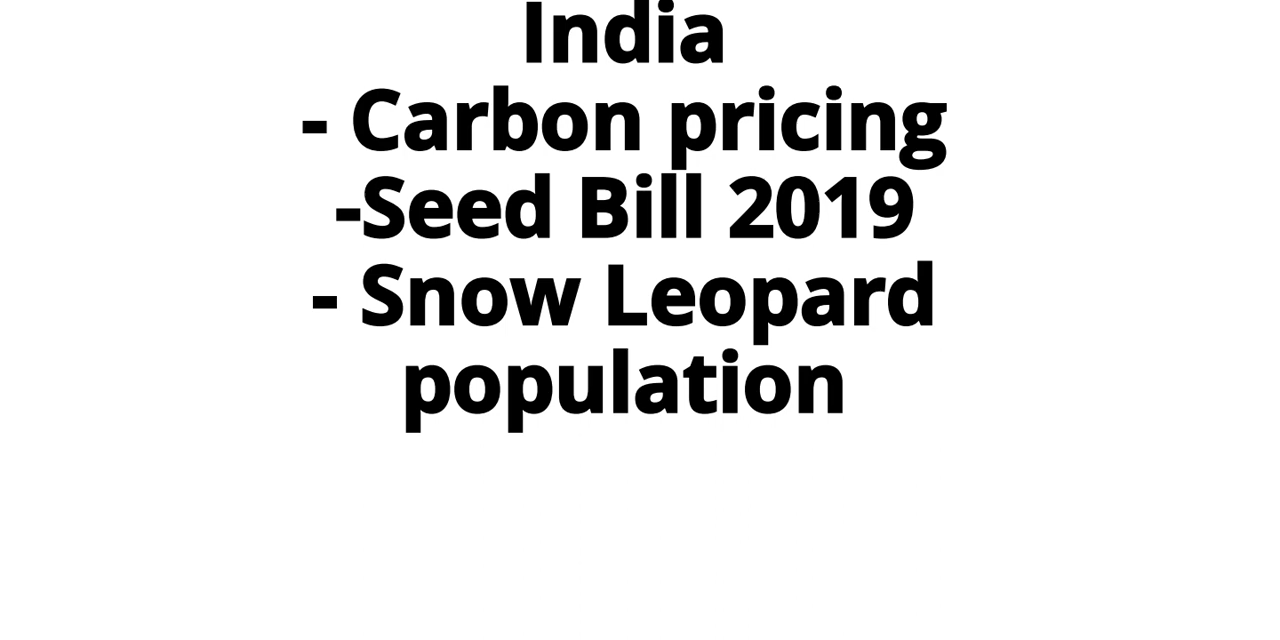 India
- Carbon pricing
-Seed Bill 2019
- Snow Leopard
population